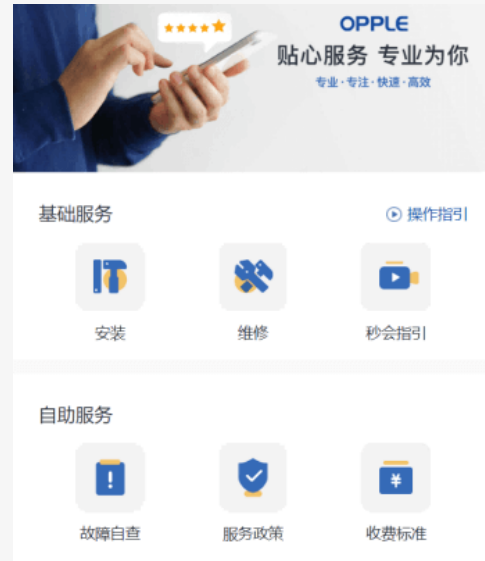 OPPLE
贴心服务 专业为你
专业·专注·快速·高效
基础服务
操作指引
安装
维修
秒会指引
自助服务
故障自查
服务政策
收费标准